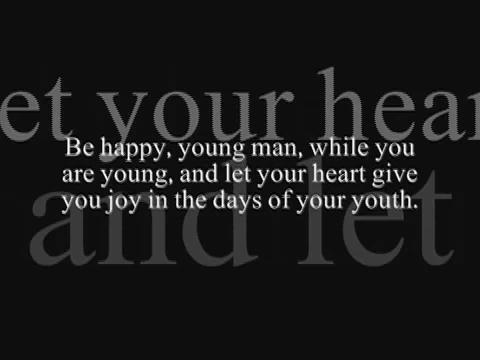 et your hear
Be happy, young man, while you
are young, and let your heart give
you joy in the days of your youth.
and let